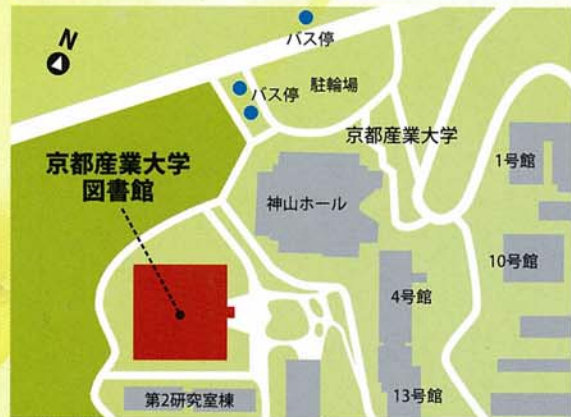 N
バス停
バス停
駐輪場
京都産業大学
1号館
京都産業大学
図書館
神山ホール
10号館
4号館
第2研究室棟
13号館